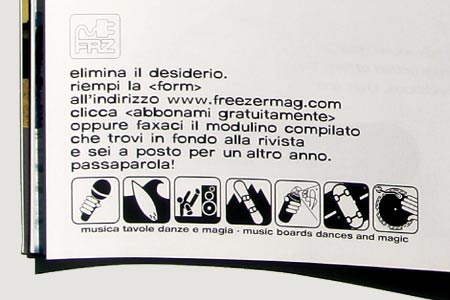 FRZ
elimina il desiderio.
riempi la <form>
all'indirizzo www.freezermag.com
clicca <abbonami gratuitamente>
oppure faxaci il modulino compilato
che trovi in fondo alla rivista
e sei a posto per un altro anno.
passaparola!
musica tavole danze e magia · music boards dances and magic